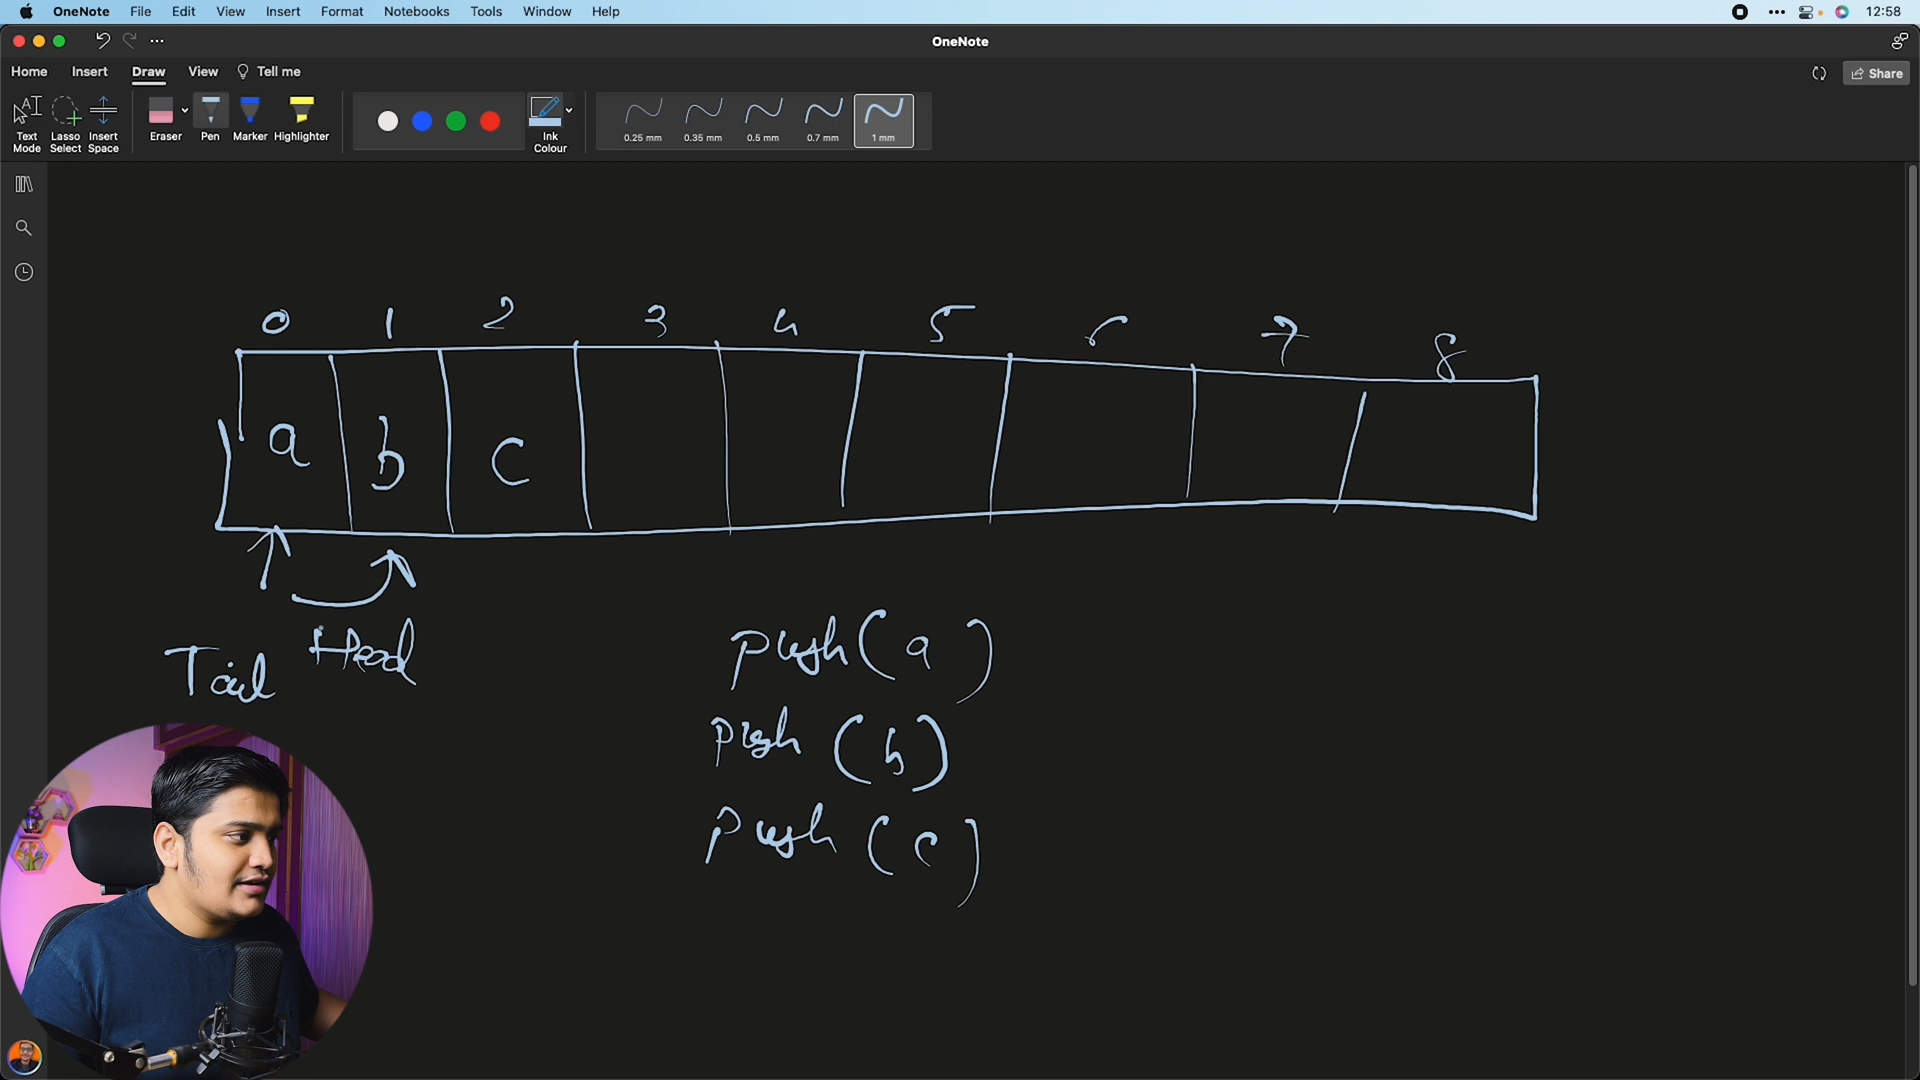 OneNote File Edit View Insert Format Notebooks Tools Window Help 12:58
OneNote
Home Insert Draw View Tell me Share
Text Mode Lasso Select Insert Space Eraser Pen Marker Highlighter Ink Colour 0.25 mm 0.35 mm 0.5 mm 0.7 mm 1 mm
0 1 2 3 4 5 6 7 8
a b c
Tail Head
push(a)
push(b)
push(c)